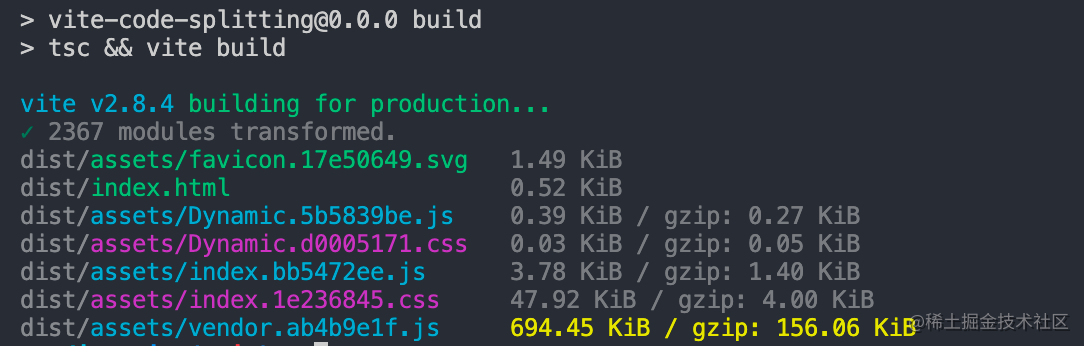 > vite-code-splitting@0.0.0 build
> tsc && vite build
vite v2.8.4 building for production...
✓ 2367 modules transformed.
dist/assets/favicon.17e50649.svg 1.49 KiB
dist/index.html 0.52 KiB
dist/assets/Dynamic.5b5839be.js 0.39 KiB / gzip: 0.27 KiB
dist/assets/Dynamic.d0005171.css 0.03 KiB / gzip: 0.05 KiB
dist/assets/index.bb5472ee.js 3.78 KiB / gzip: 1.40 KiB
dist/assets/index.1e236845.css 47.92 KiB / gzip: 4.00 KiB
dist/assets/vendor.ab4b9e1f.js 694.45 KiB / gzip: 156.06 KiB
@稀土掘金技术社区